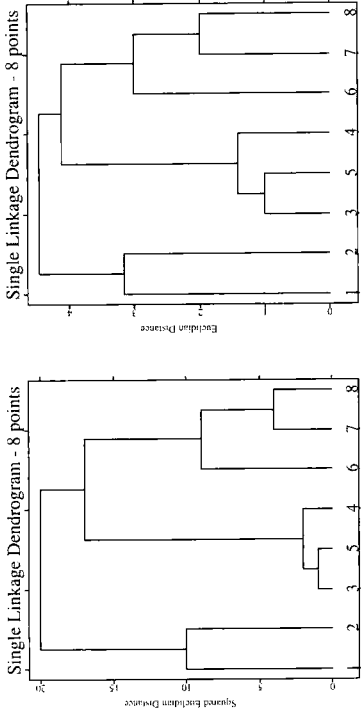 Single Linkage Dendrogram - 8 points
Euclidian Distance
4
3
2
1
0
1 2 3 5 4 6 7 8
Single Linkage Dendrogram - 8 points
Squared Euclidean Distance
20
15
10
5
0
1 2 3 5 4 6 7 8